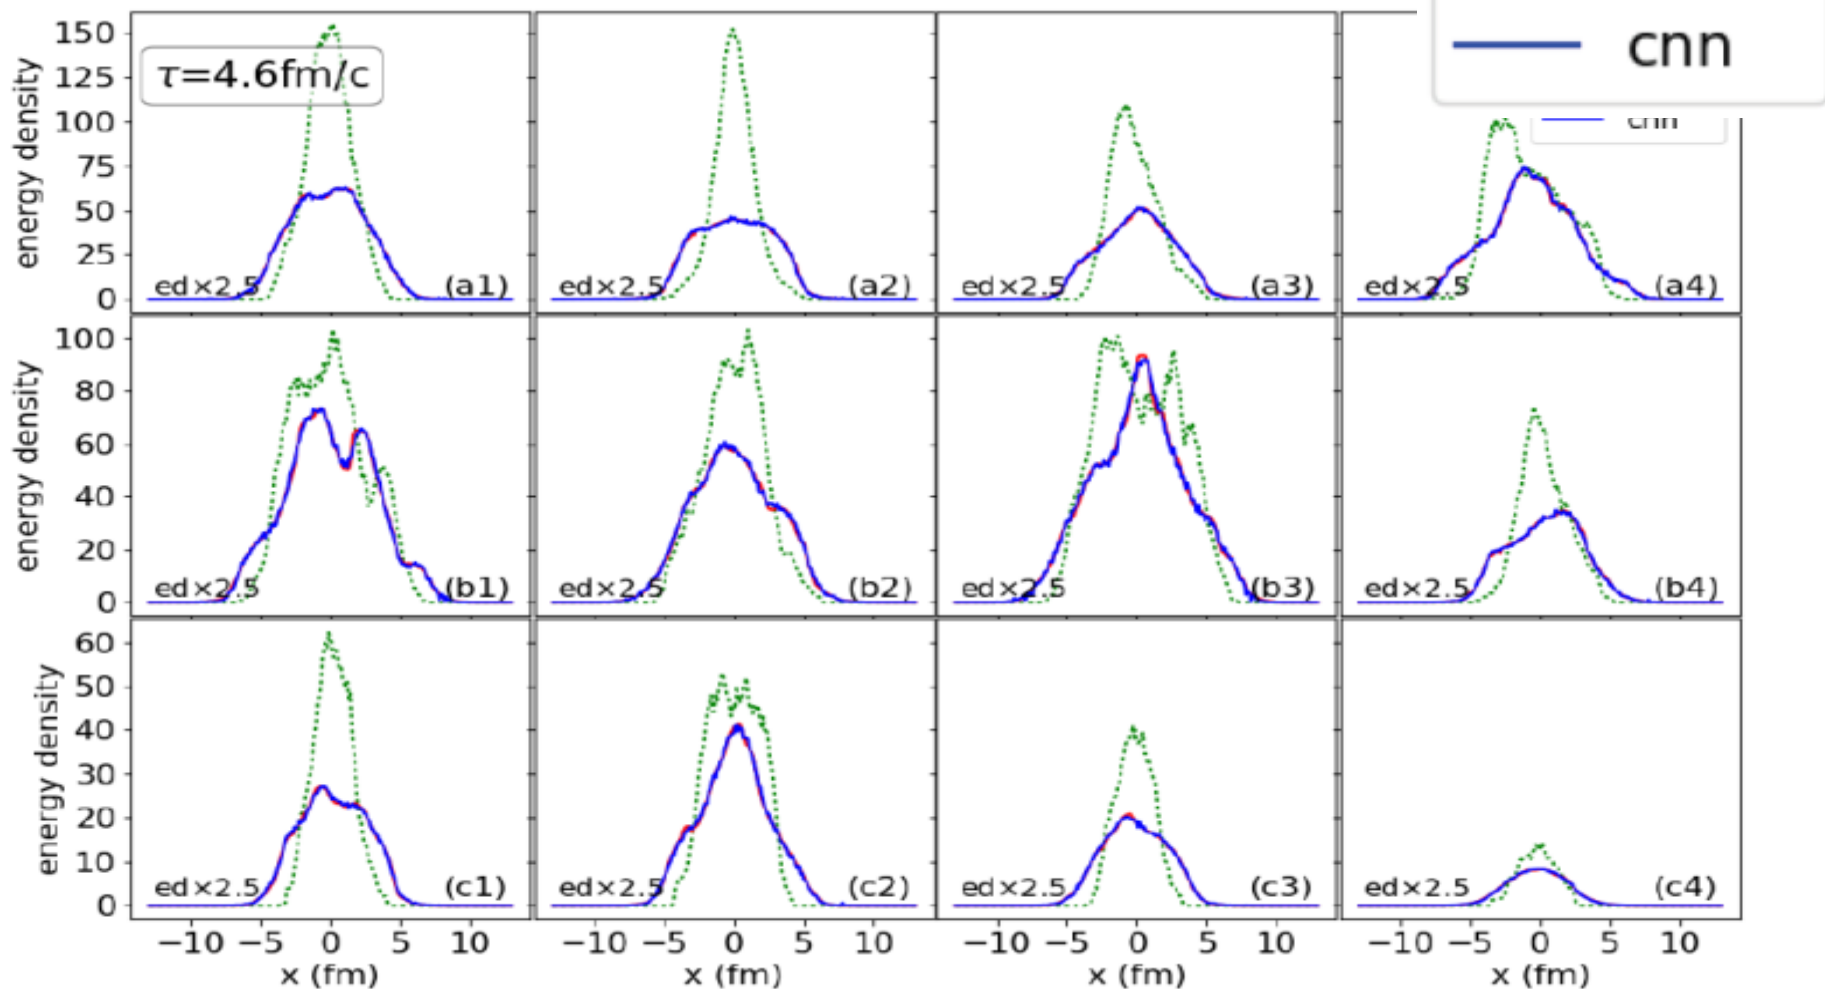 cnn
cnn
τ=4.6fm/c
energy density
150
125
100
75
50
25
0
ed×2.5 (a1)
ed×2.5 (a2)
ed×2.5 (a3)
ed×2.5 (a4)
energy density
100
80
60
40
20
0
ed×2.5 (b1)
ed×2.5 (b2)
ed×2.5 (b3)
ed×2.5 (b4)
energy density
60
50
40
30
20
10
0
ed×2.5 (c1)
ed×2.5 (c2)
ed×2.5 (c3)
ed×2.5 (c4)
−10 −5 0 5 10
−10 −5 0 5 10
−10 −5 0 5 10
−10 −5 0 5 10
x (fm)
x (fm)
x (fm)
x (fm)